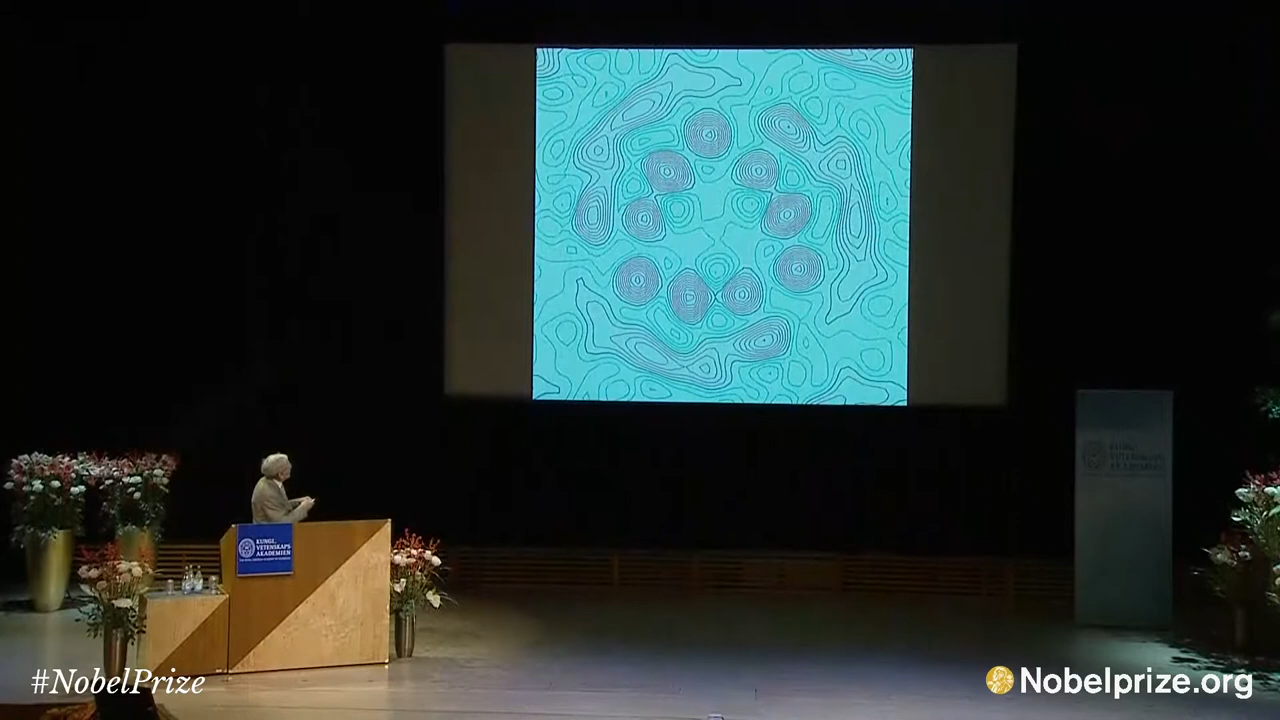 KUNGL.
VETENSKAPS
AKADEMIEN
#NobelPrize
Nobelprize.org